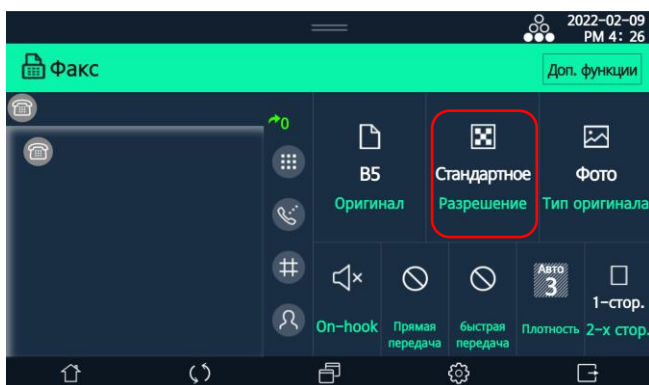 2022-02-09
PM 4: 26
Факс
Доп. функции
0
B5
Оригинал
Стандартное
Разрешение
Фото
Тип оригинала
On-hook
Прямая
передача
быстрая
передача
Авто
3
Плотность
1-стор.
2-х стор.